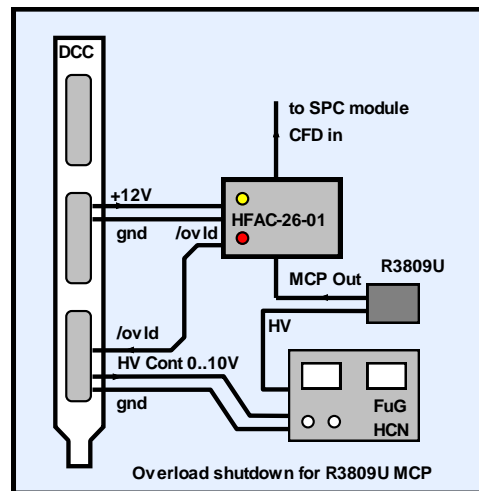 DCC
to SPC module
CFD in
+12V
HFAC-26-01
gnd
/ovld
R3809U
MCP Out
/ovld
HV
HV Cont 0..10V
gnd
FuG
HCN
Overload shutdown for R3809U MCP